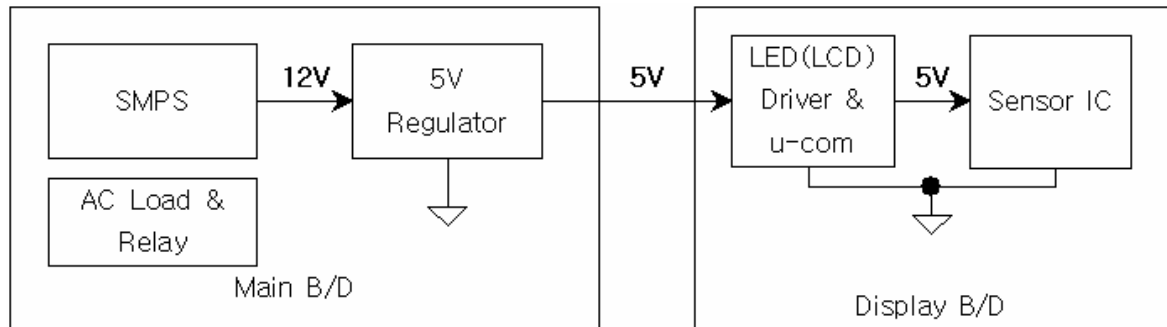 SMPS
12V
5V
Regulator
AC Load &
Relay
Main B/D
5V
LED(LCD)
Driver &
u-com
5V
Sensor IC
Display B/D